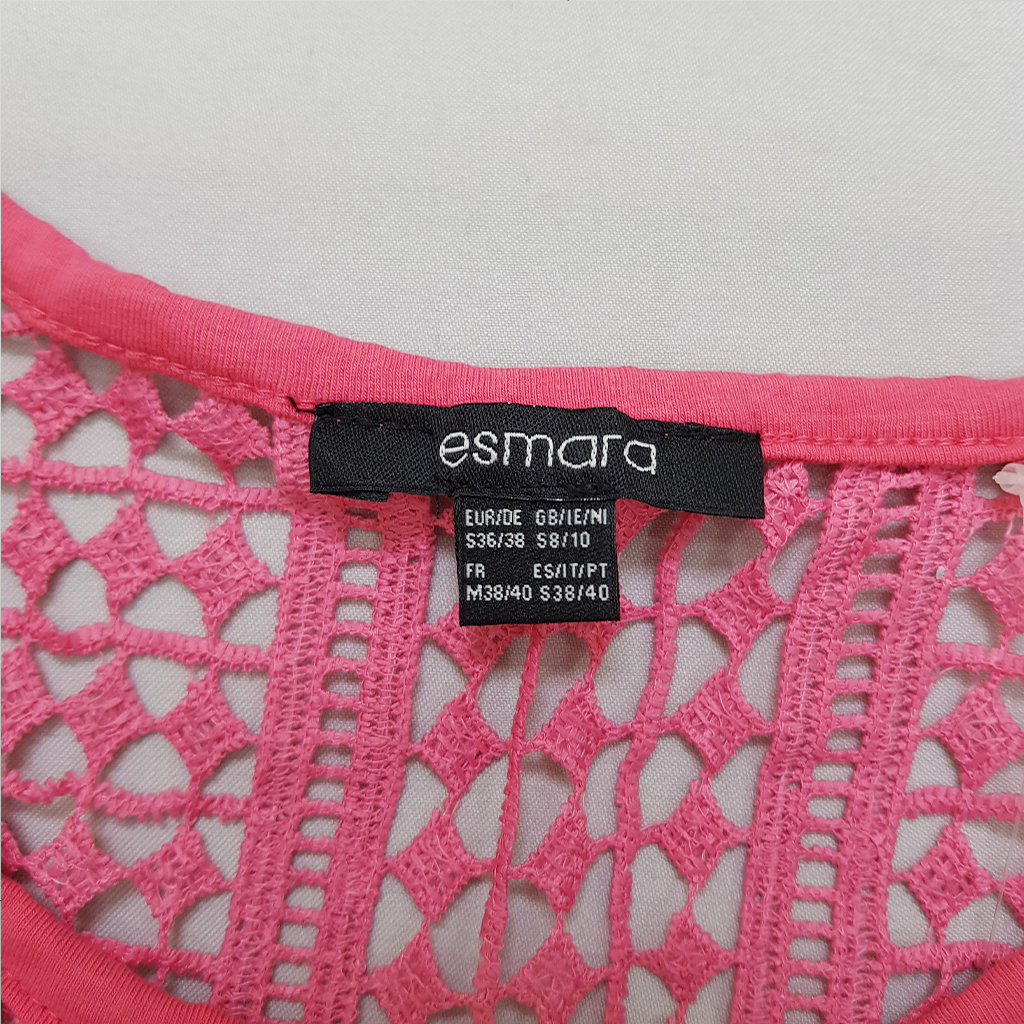 esmara
EUR/DE GB/IE/NI
S36/38 S8/10
FR ES/IT/PT
M38/40 S38/40